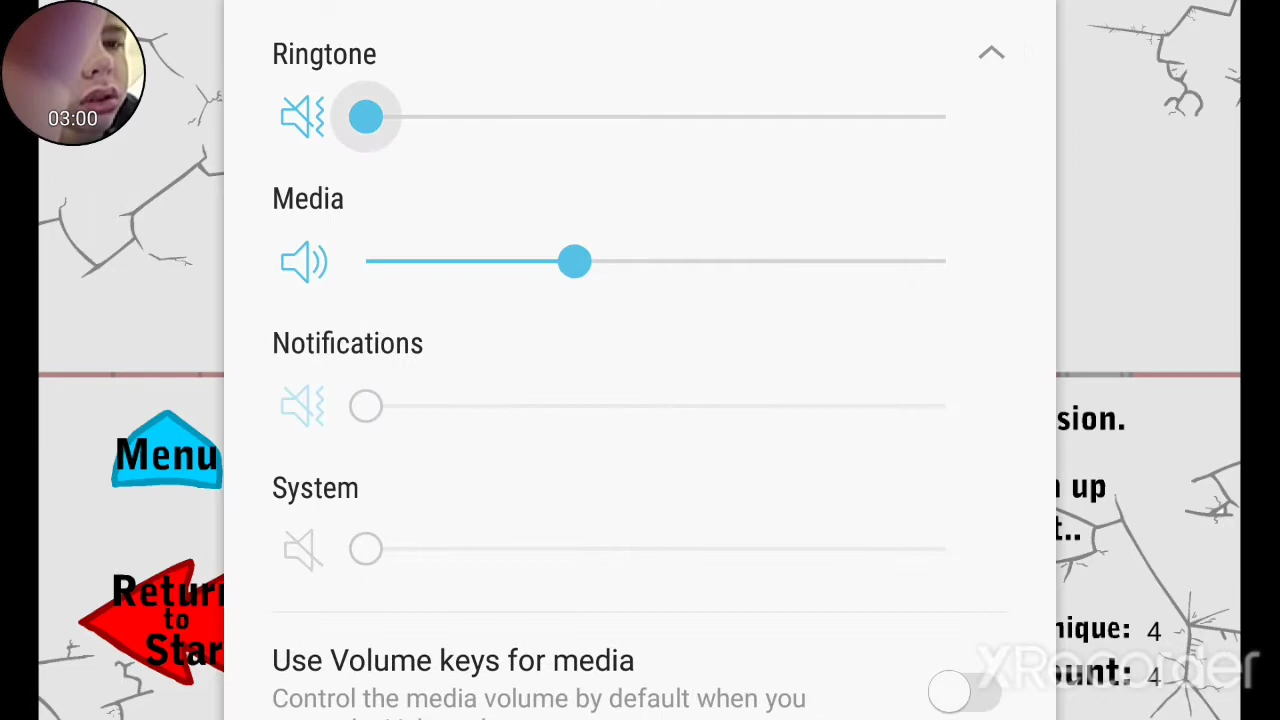 Ringtone
03:00
Media
Notifications
sion.
Menu
System
up
t..
Return
to
Star
nique: 4
Use Volume keys for media
ount: 4
XRecorder
Control the media volume by default when you